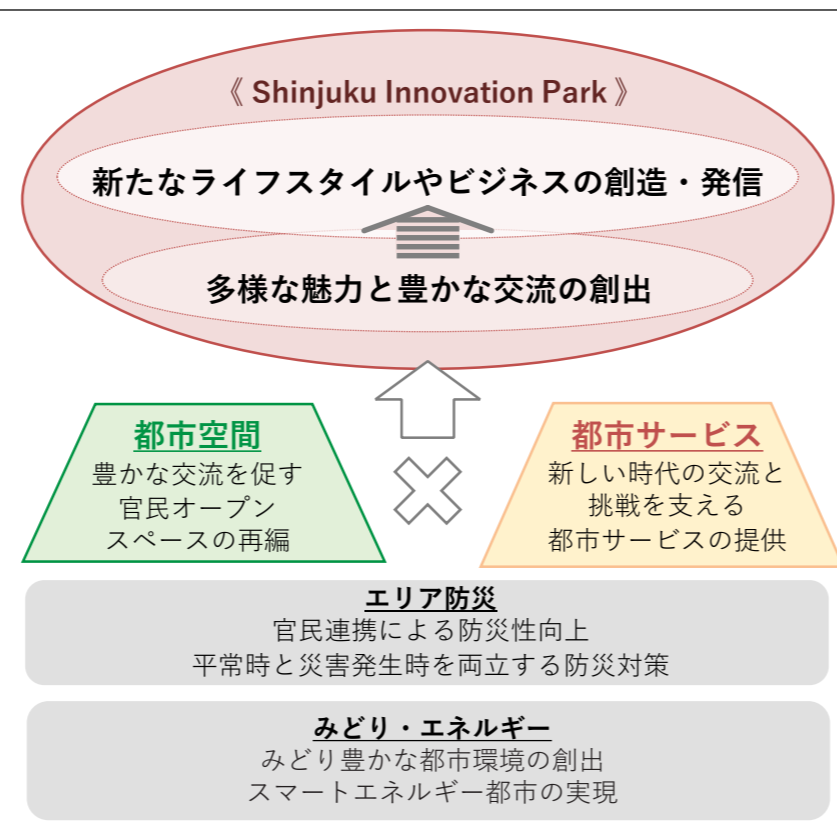 《 Shinjuku Innovation Park 》
新たなライフスタイルやビジネスの創造・発信
多様な魅力と豊かな交流の創出
都市空間
豊かな交流を促す
官民オープン
スペースの再編
都市サービス
新しい時代の交流と
挑戦を支える
都市サービスの提供
エリア防災
官民連携による防災性向上
平常時と災害発生時を両立する防災対策
みどり・エネルギー
みどり豊かな都市環境の創出
スマートエネルギー都市の実現